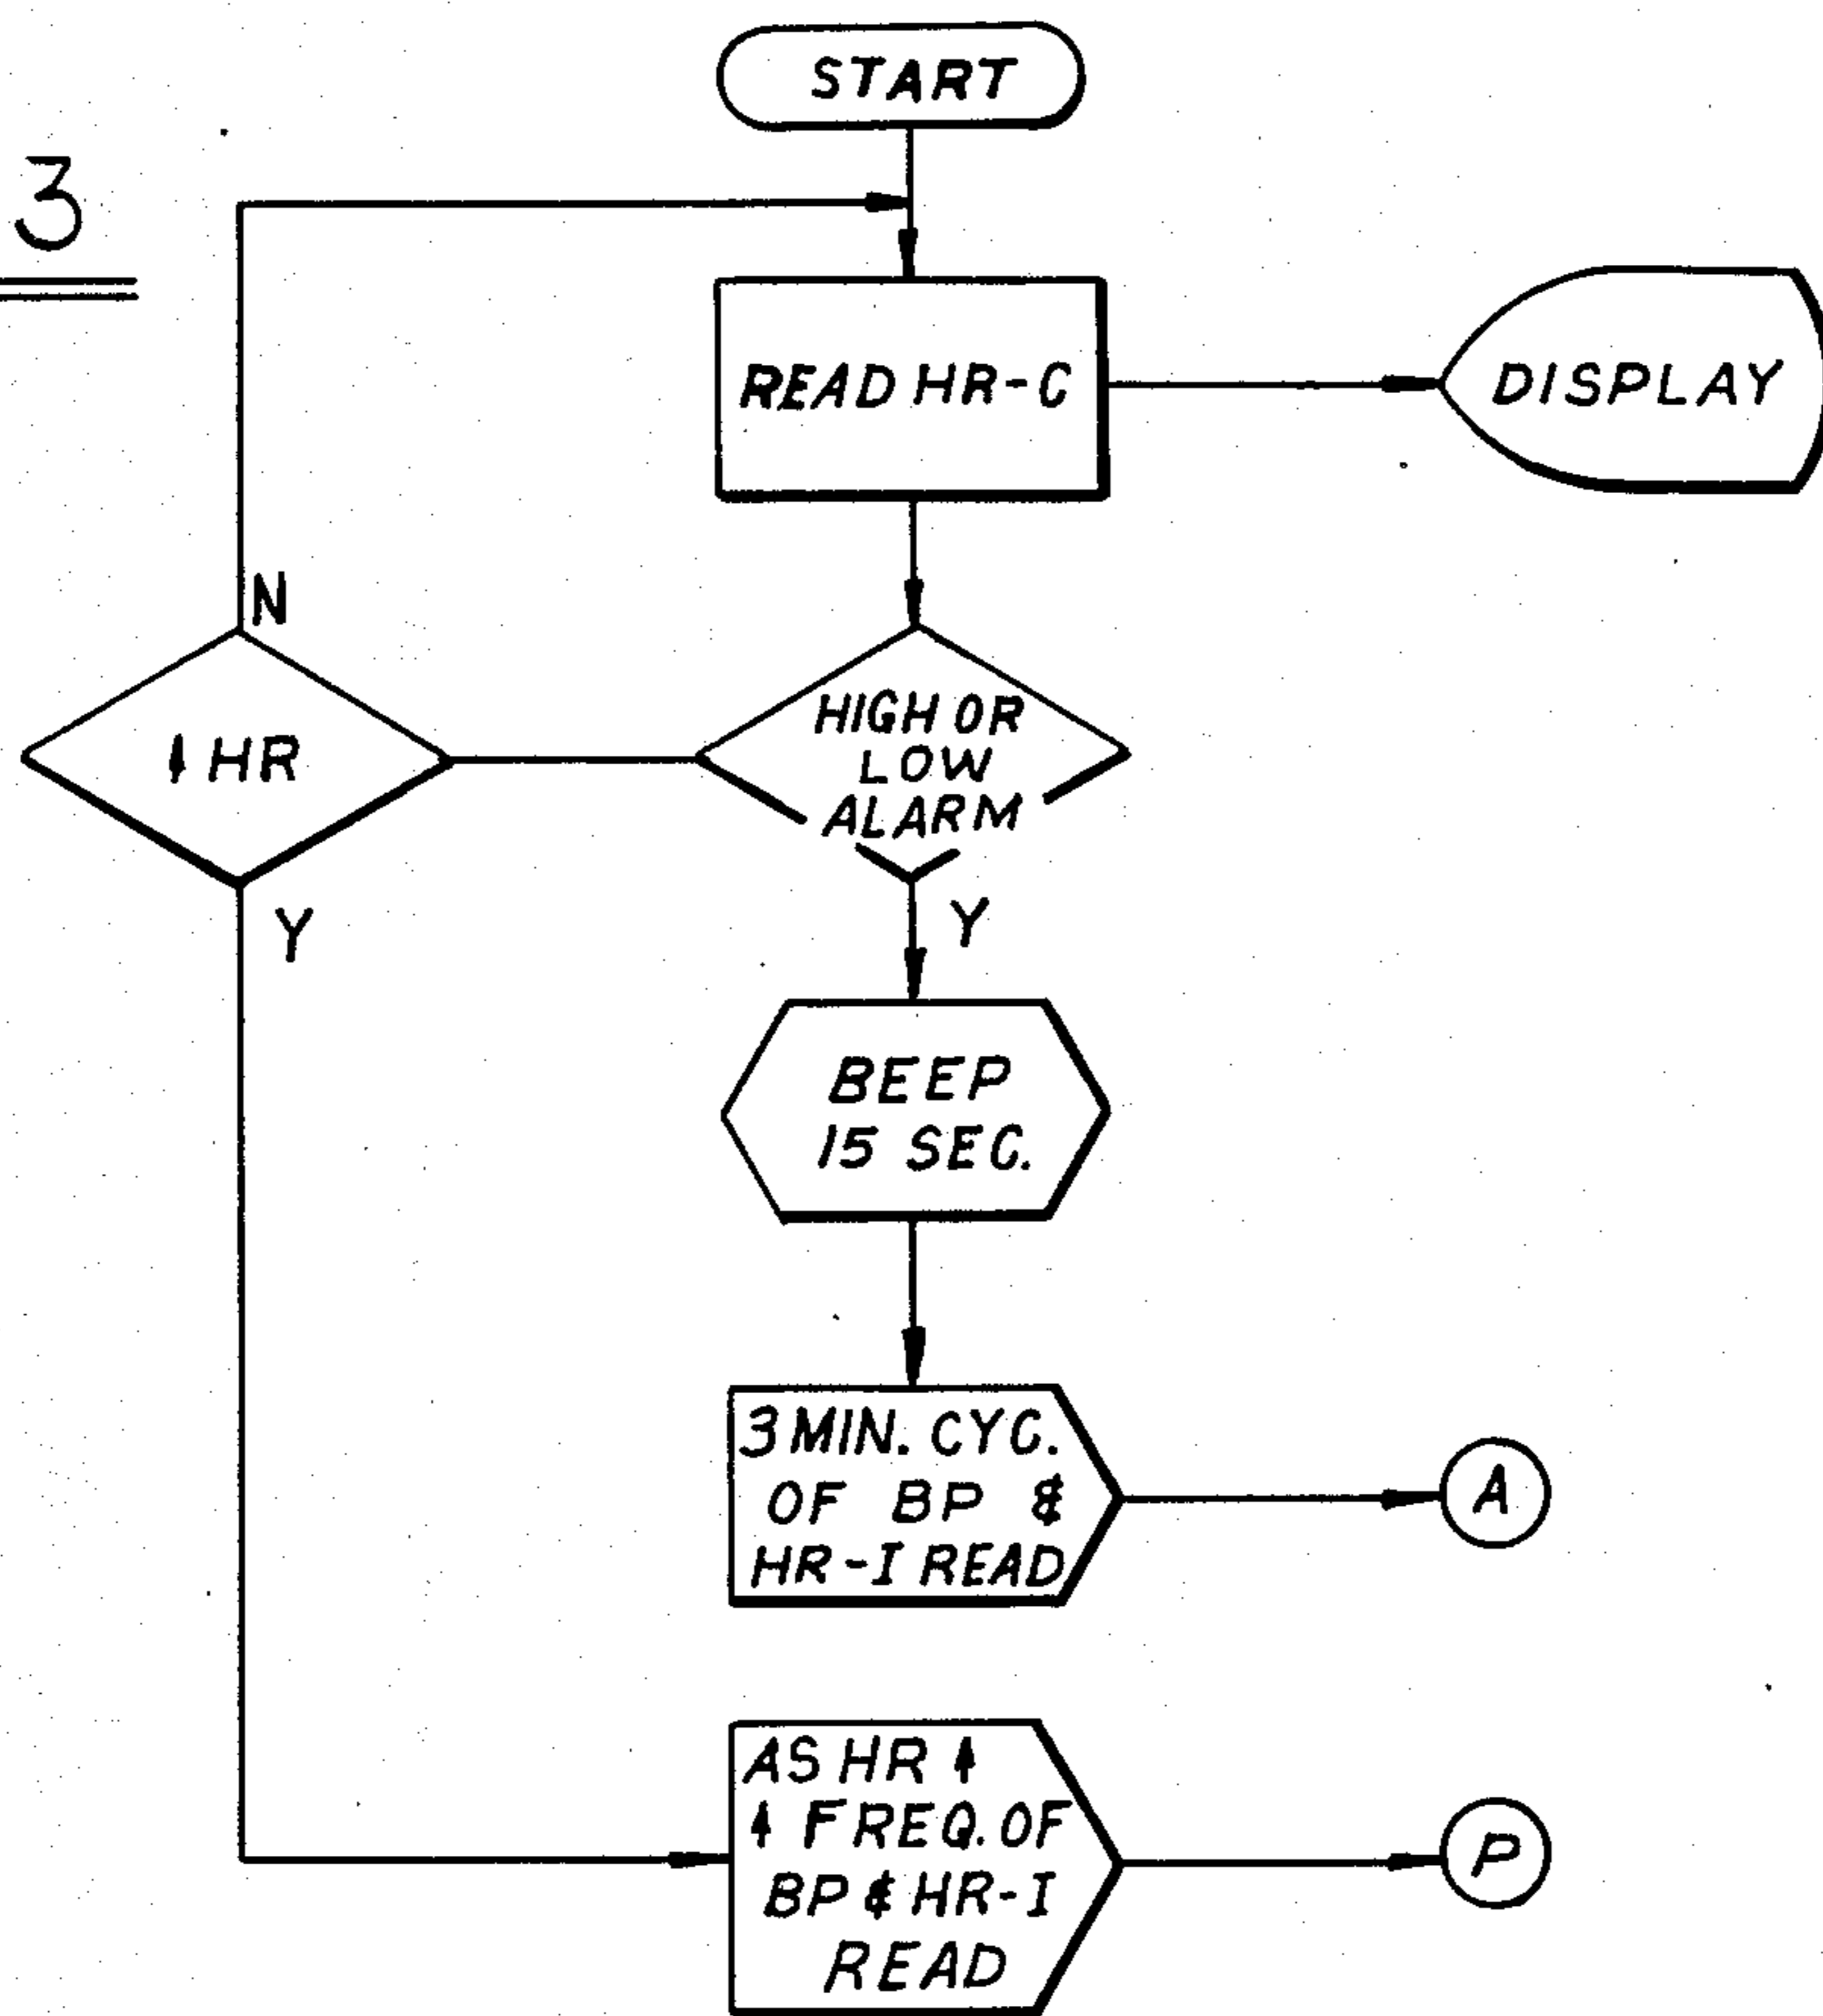 3
START
READ HR-C
DISPLAY
N
↑ HR
HIGH OR
LOW
ALARM
Y
Y
BEEP
15 SEC.
3 MIN. CYC.
OF BP &
HR-I READ
A
AS HR ↑
↑ FREQ. OF
BP & HR-I
READ
P